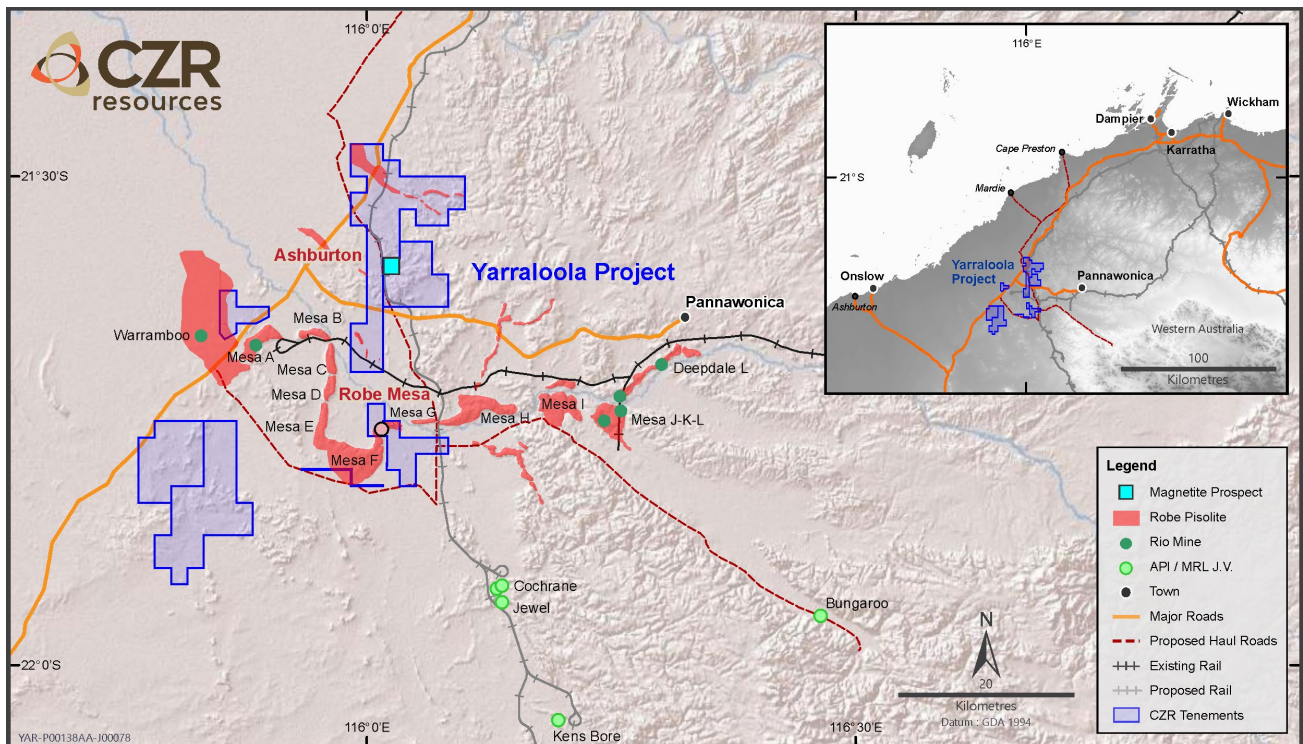 CZR
resources
116°0'E
21°30'S
Ashburton
Yarraloola Project
Pannawonica
Warramboo
Mesa A
Mesa B
Mesa C
Mesa D
Mesa E
Mesa F
Robe Mesa
Mesa G
Mesa H
Mesa I
Mesa J-K-L
Deepdale L
Cochrane
Jewel
Bungaroo
Kens Bore
22°0'S
116°0'E
116°30'E
N
20
Kilometres
Datum : GDA 1994
YAR-P00138AA-J00078
116°E
21°S
Wickham
Dampier
Karratha
Cape Preston
Mardie
Onslow
Ashburton
Yarraloola
Project
Pannawonica
Western Australia
100
Kilometres
Legend
Magnetite Prospect
Robe Pisolite
Rio Mine
API / MRL J.V.
Town
Major Roads
Proposed Haul Roads
Existing Rail
Proposed Rail
CZR Tenements